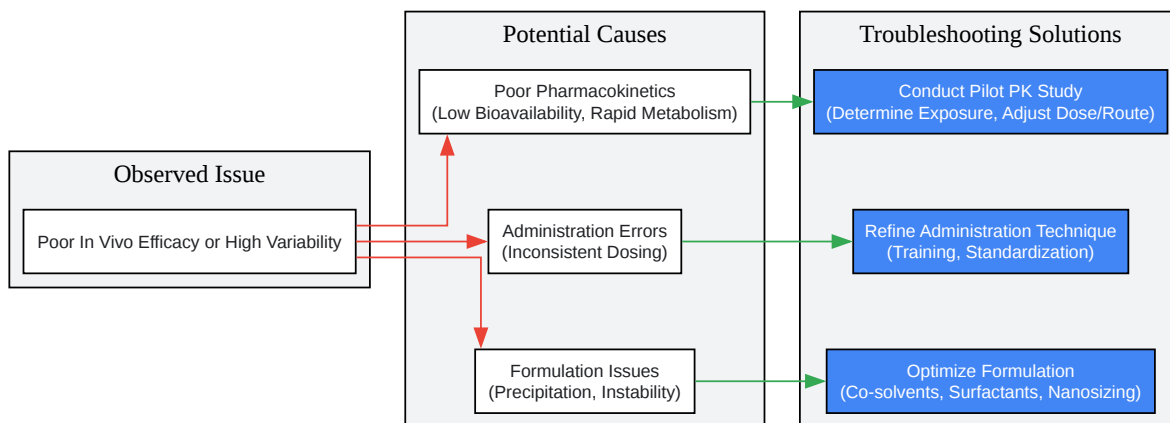 Observed Issue
Poor In Vivo Efficacy or High Variability
Potential Causes
Poor Pharmacokinetics
(Low Bioavailability, Rapid Metabolism)
Administration Errors
(Inconsistent Dosing)
Formulation Issues
(Precipitation, Instability)
Troubleshooting Solutions
Conduct Pilot PK Study
(Determine Exposure, Adjust Dose/Route)
Refine Administration Technique
(Training, Standardization)
Optimize Formulation
(Co-solvents, Surfactants, Nanosizing)